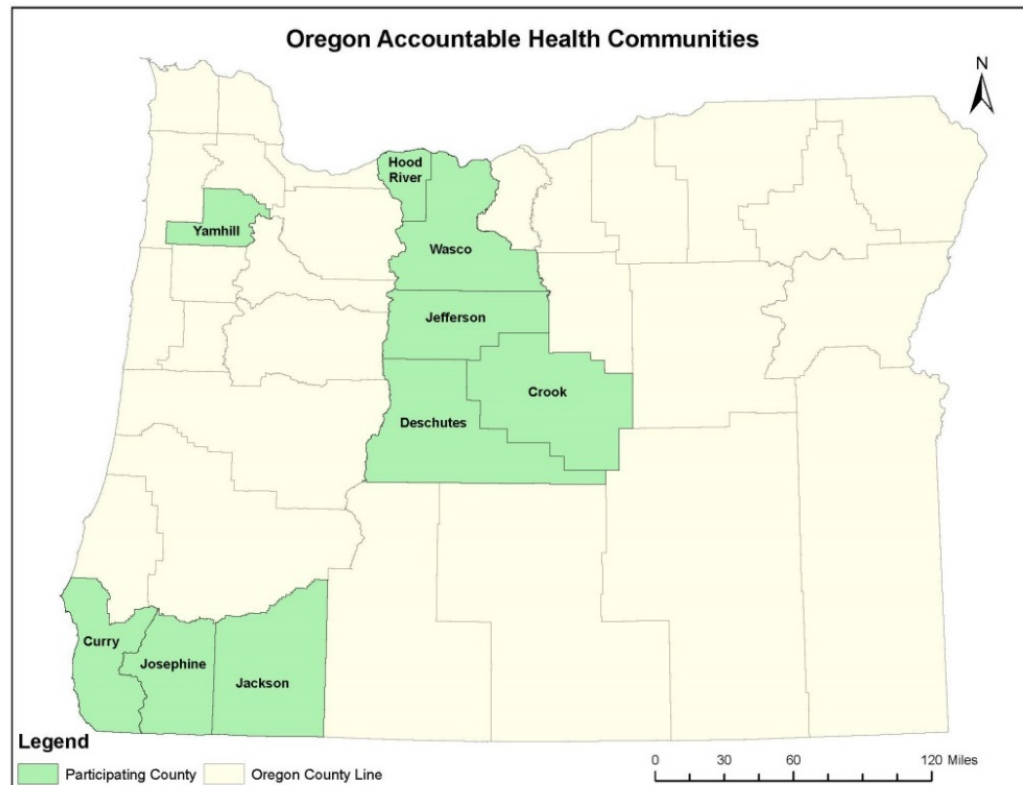 Oregon Accountable Health Communities
N
Hood
River
Yamhill
Wasco
Jefferson
Crook
Deschutes
Curry
Josephine
Jackson
Legend
Participating County
Oregon County Line
0 30 60 120 Miles